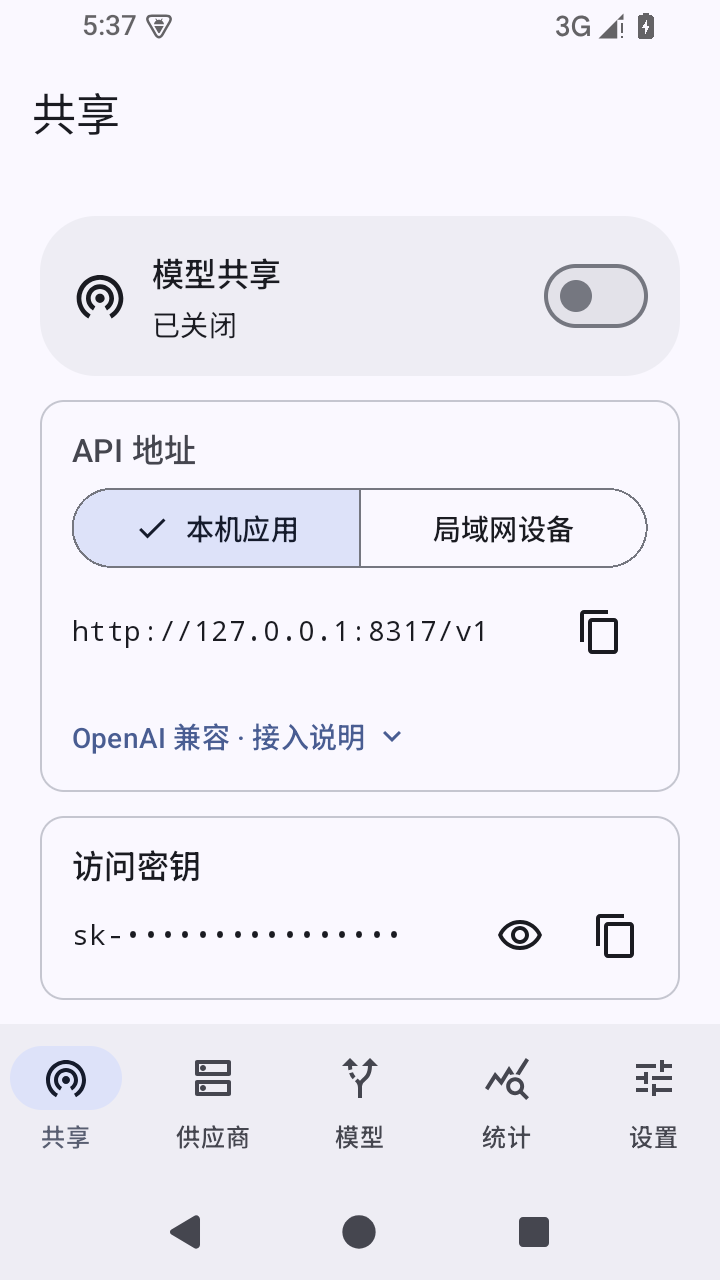 5:37
3G
共享
模型共享
已关闭
API 地址
本机应用
局域网设备
http://127.0.0.1:8317/v1
OpenAI 兼容 · 接入说明
访问密钥
sk-••••••••••••••••
共享
供应商
模型
统计
设置